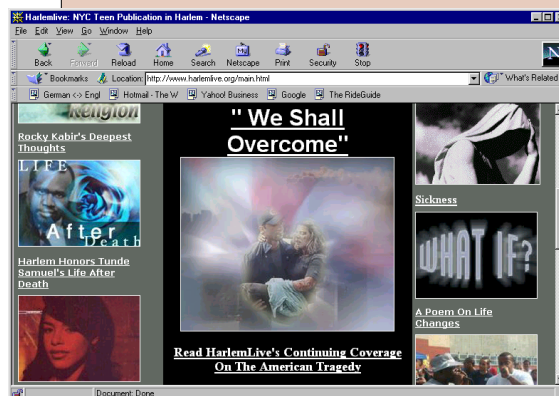 Harlemlive: NYC Teen Publication in Harlem - Netscape
File Edit View Go Window Help
Back Forward Reload Home Search Netscape Print Security Stop
N
Bookmarks Location: http://www.harlemlive.org/main.html What's Related
German <-> Engl Hotmail - The W Yahoo! Business Google The RideGuide
Religion
Rocky Kabir's Deepest
Thoughts
LIFE
After
Death
Harlem Honors Tunde
Samuel's Life After
Death
" We Shall
Overcome"
Read HarlemLive's Continuing Coverage
On The American Tragedy
Sickness
WHAT IF?
A Poem On Life
Changes
Document: Done